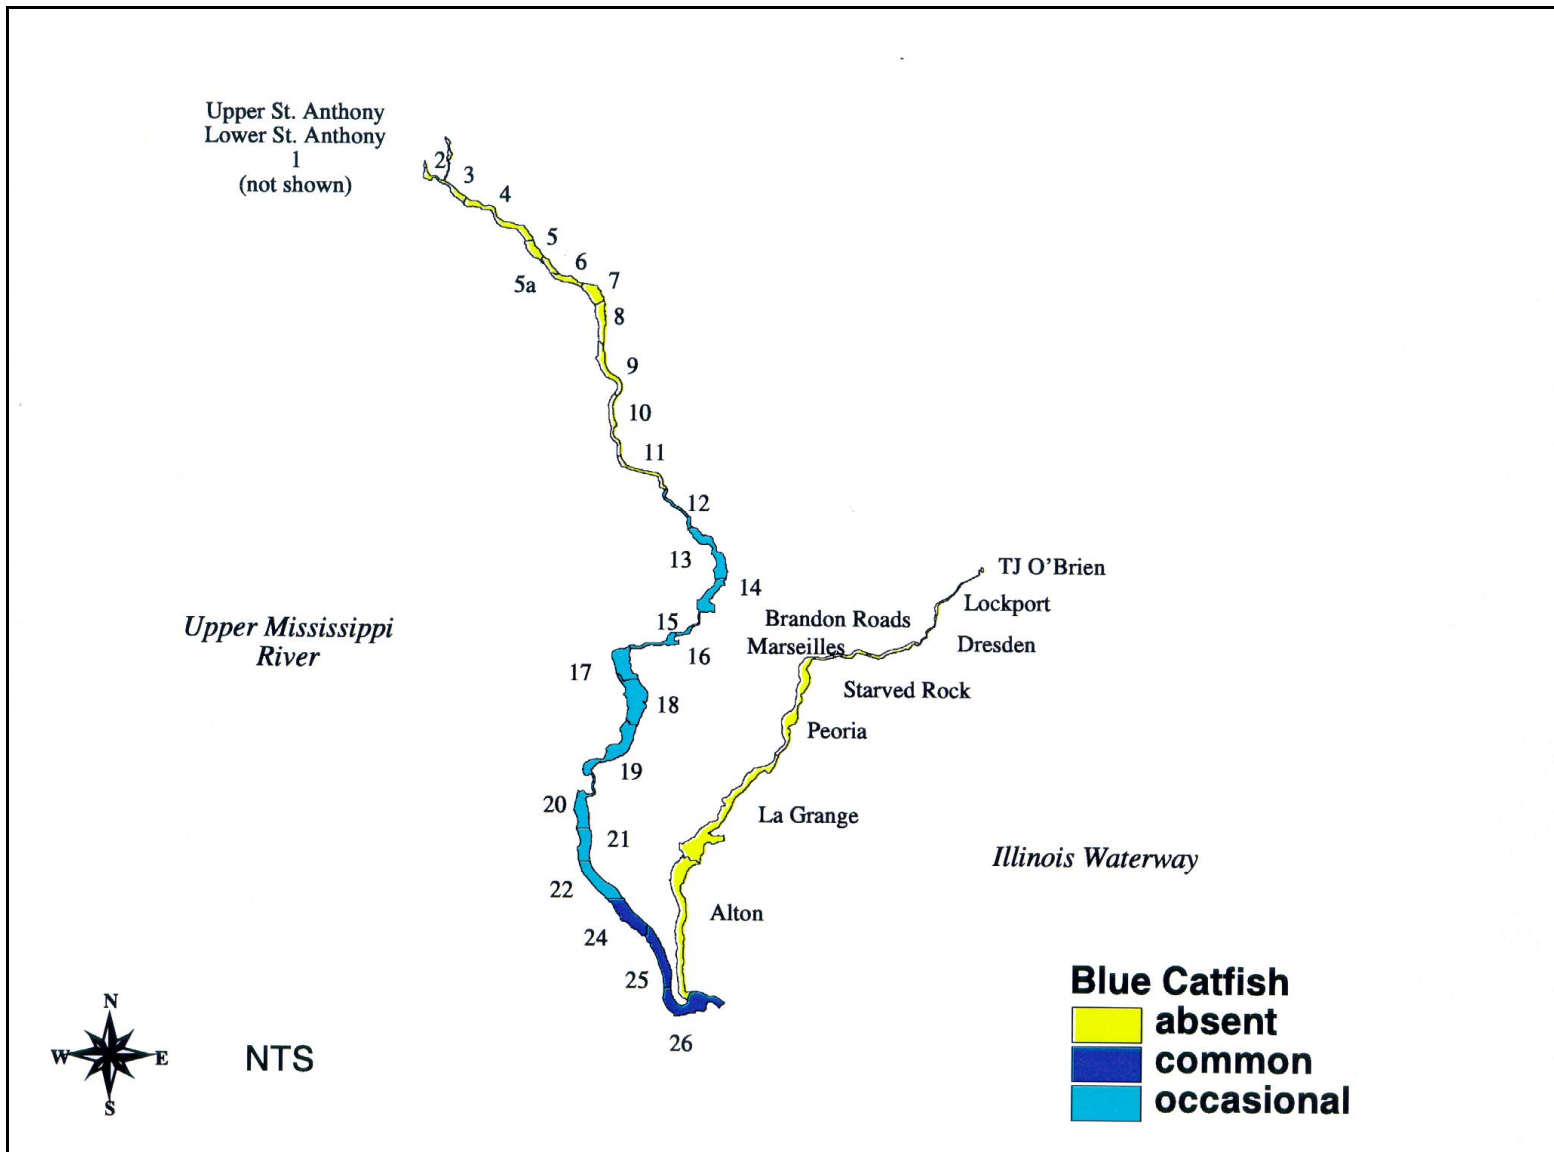 Upper St. Anthony
Lower St. Anthony
1
(not shown)
2
3
4
5
6
5a
7
8
9
10
11
12
13
14
15
16
17
18
19
20
21
22
24
25
26
TJ O'Brien
Lockport
Brandon Roads
Dresden
Marseilles
Starved Rock
Peoria
La Grange
Alton
Upper Mississippi
River
Illinois Waterway
N
W
E
S
NTS
Blue Catfish
absent
common
occasional